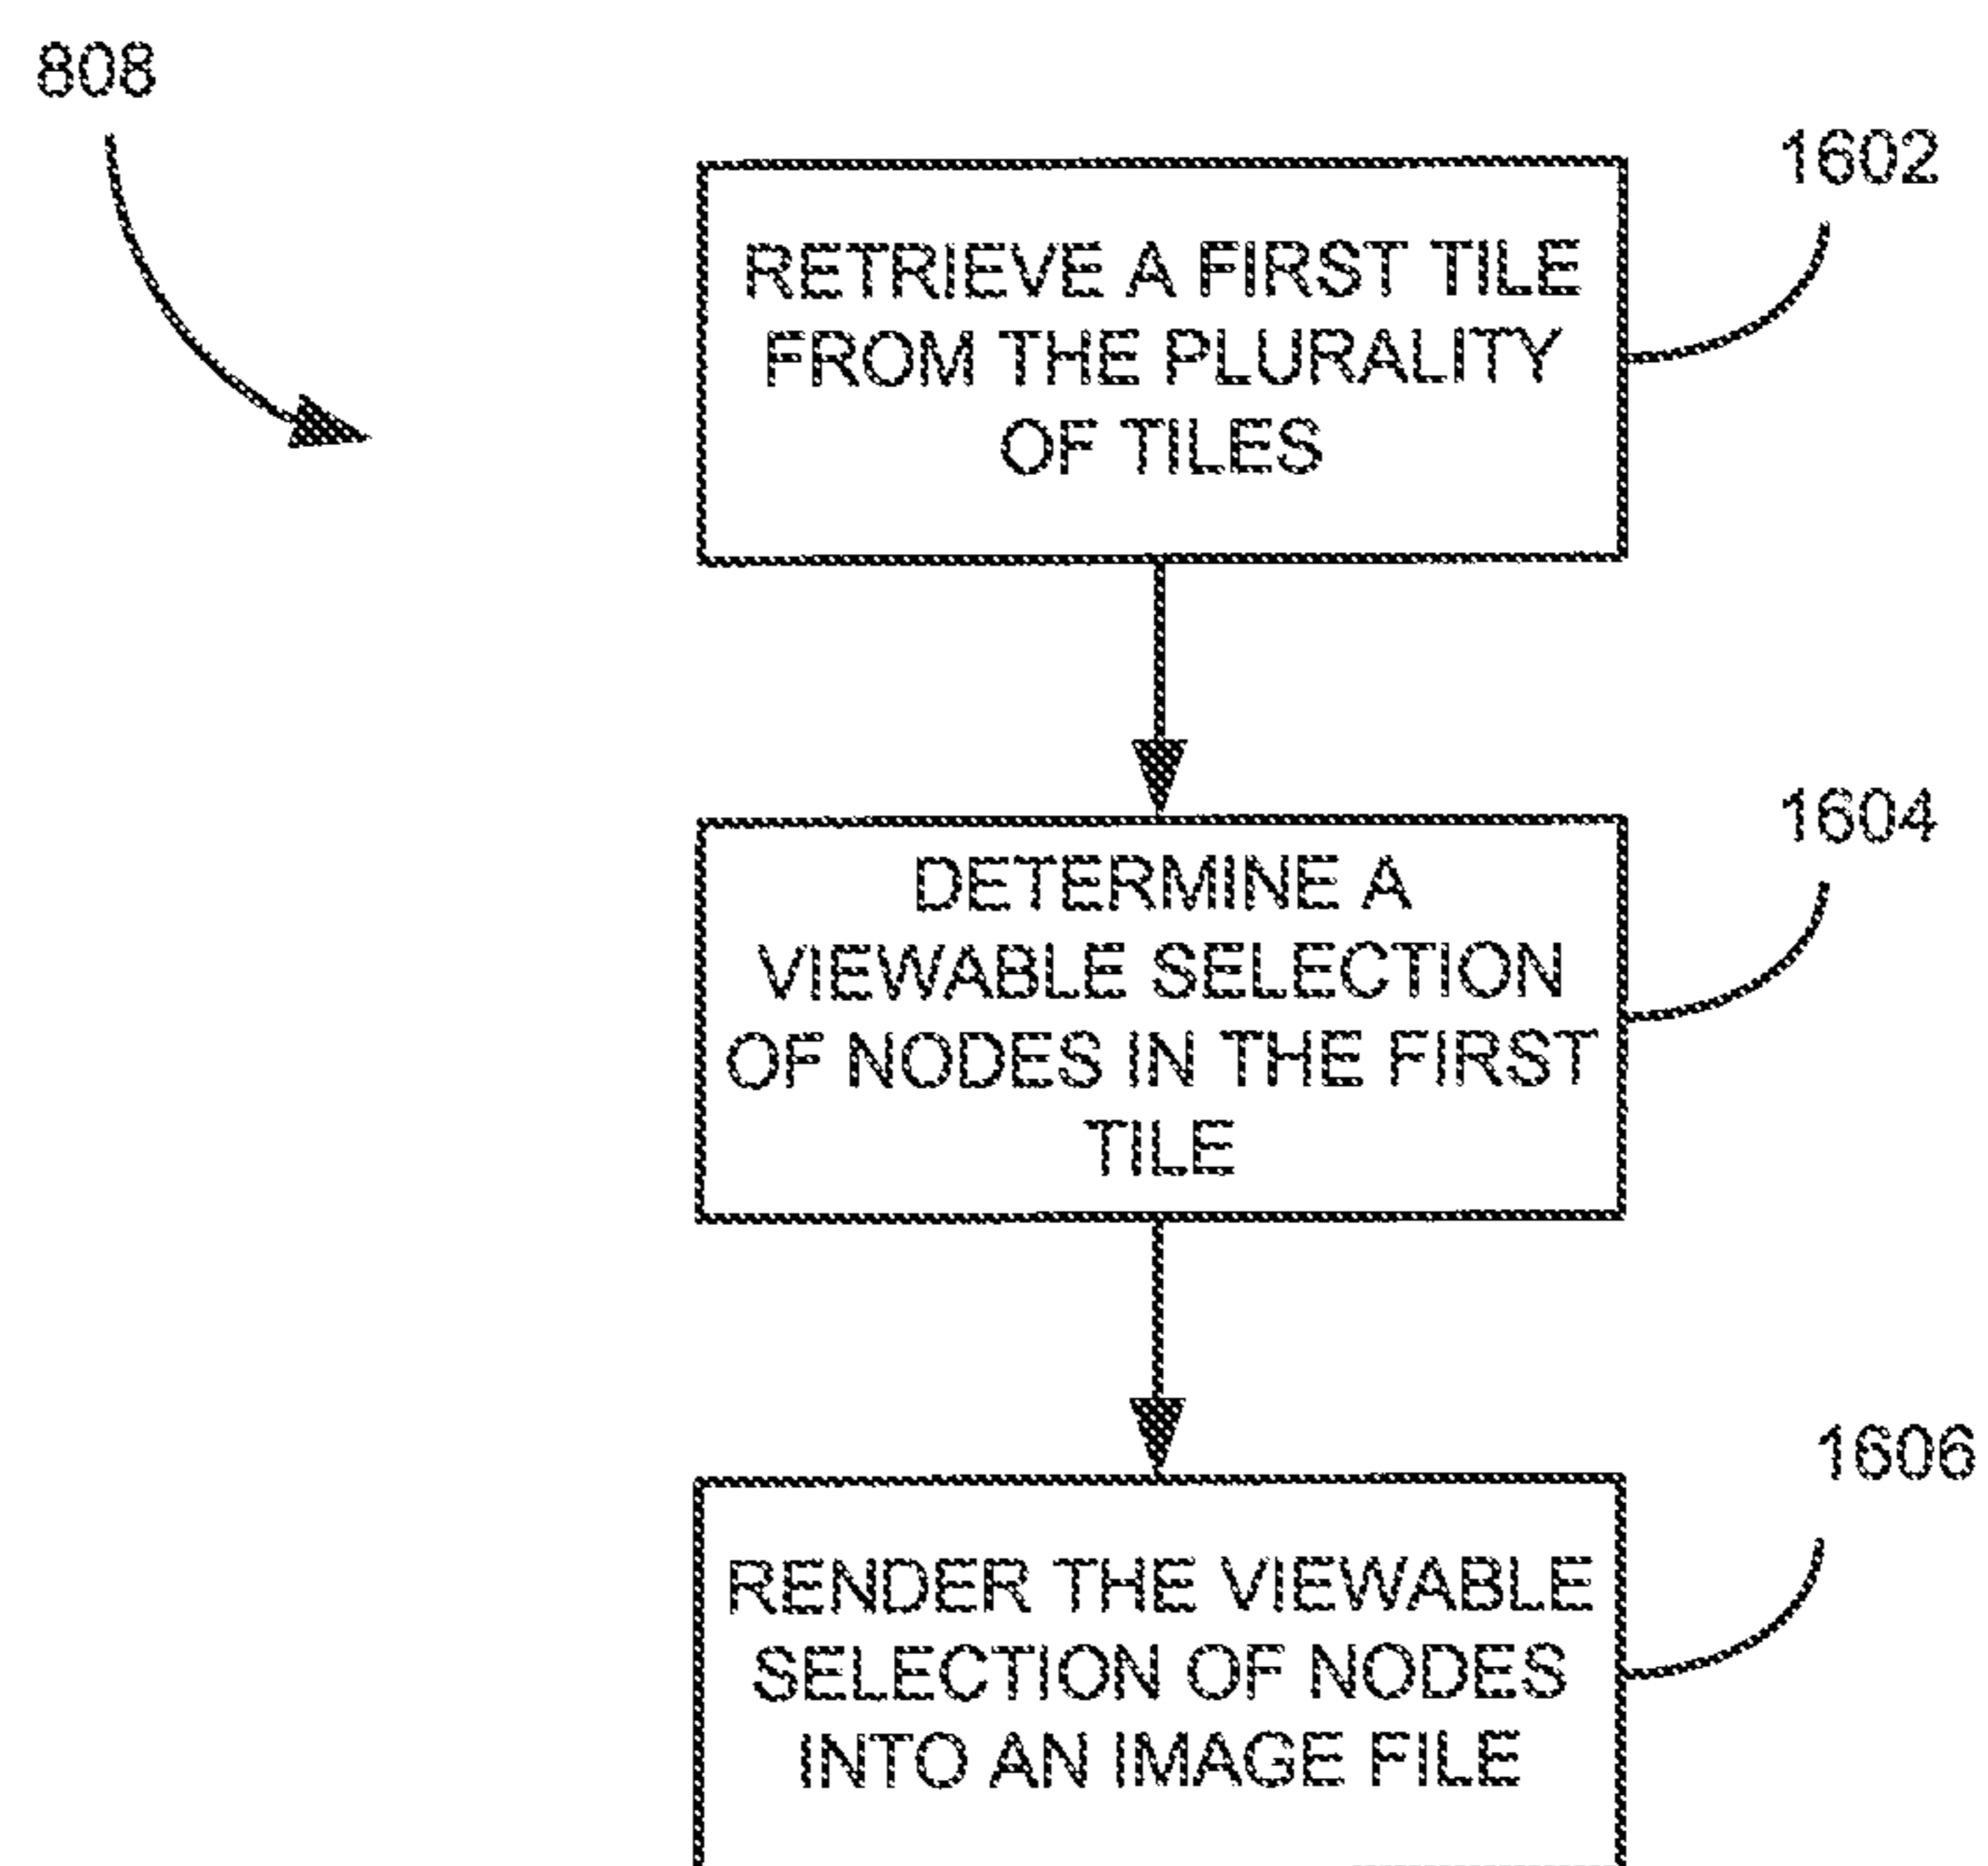 808
1602
RETRIEVE A FIRST TILE
FROM THE PLURALITY
OF TILES
1604
DETERMINE A
VIEWABLE SELECTION
OF NODES IN THE FIRST
TILE
1606
RENDER THE VIEWABLE
SELECTION OF NODES
INTO AN IMAGE FILE